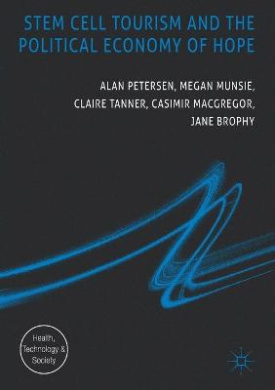 STEM CELL TOURISM AND THE
POLITICAL ECONOMY OF HOPE
ALAN PETERSEN, MEGAN MUNSIE,
CLAIRE TANNER, CASIMIR MACGREGOR,
JANE BROPHY
Health,
Technology &
Society